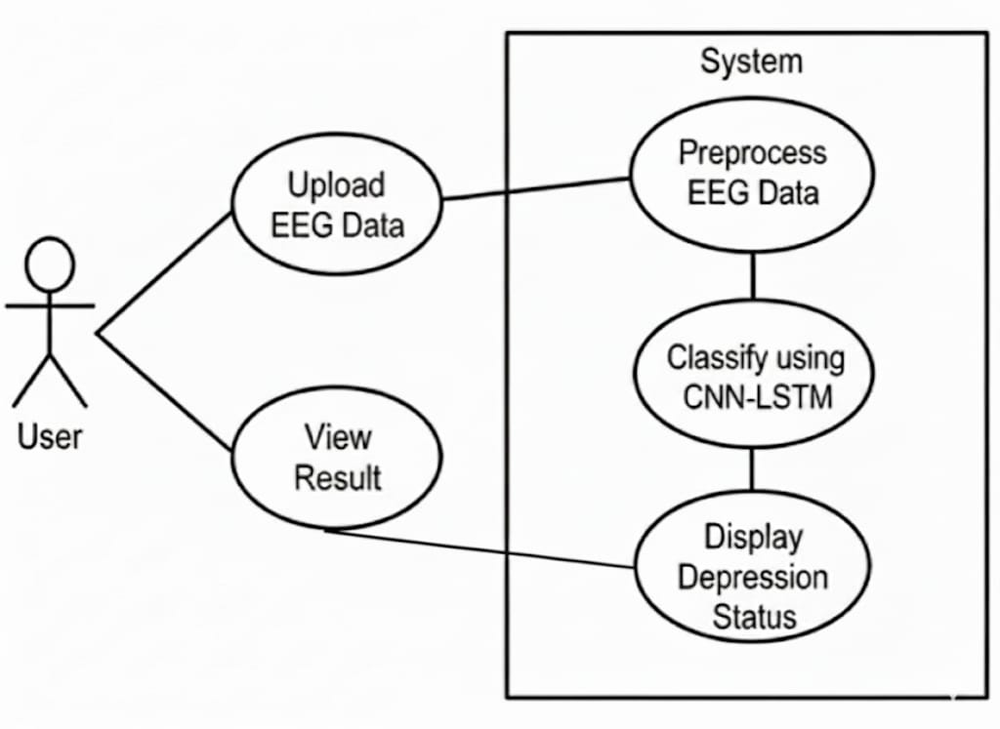 System
Upload
EEG Data
Preprocess
EEG Data
Classify using
CNN-LSTM
User
View
Result
Display
Depression
Status